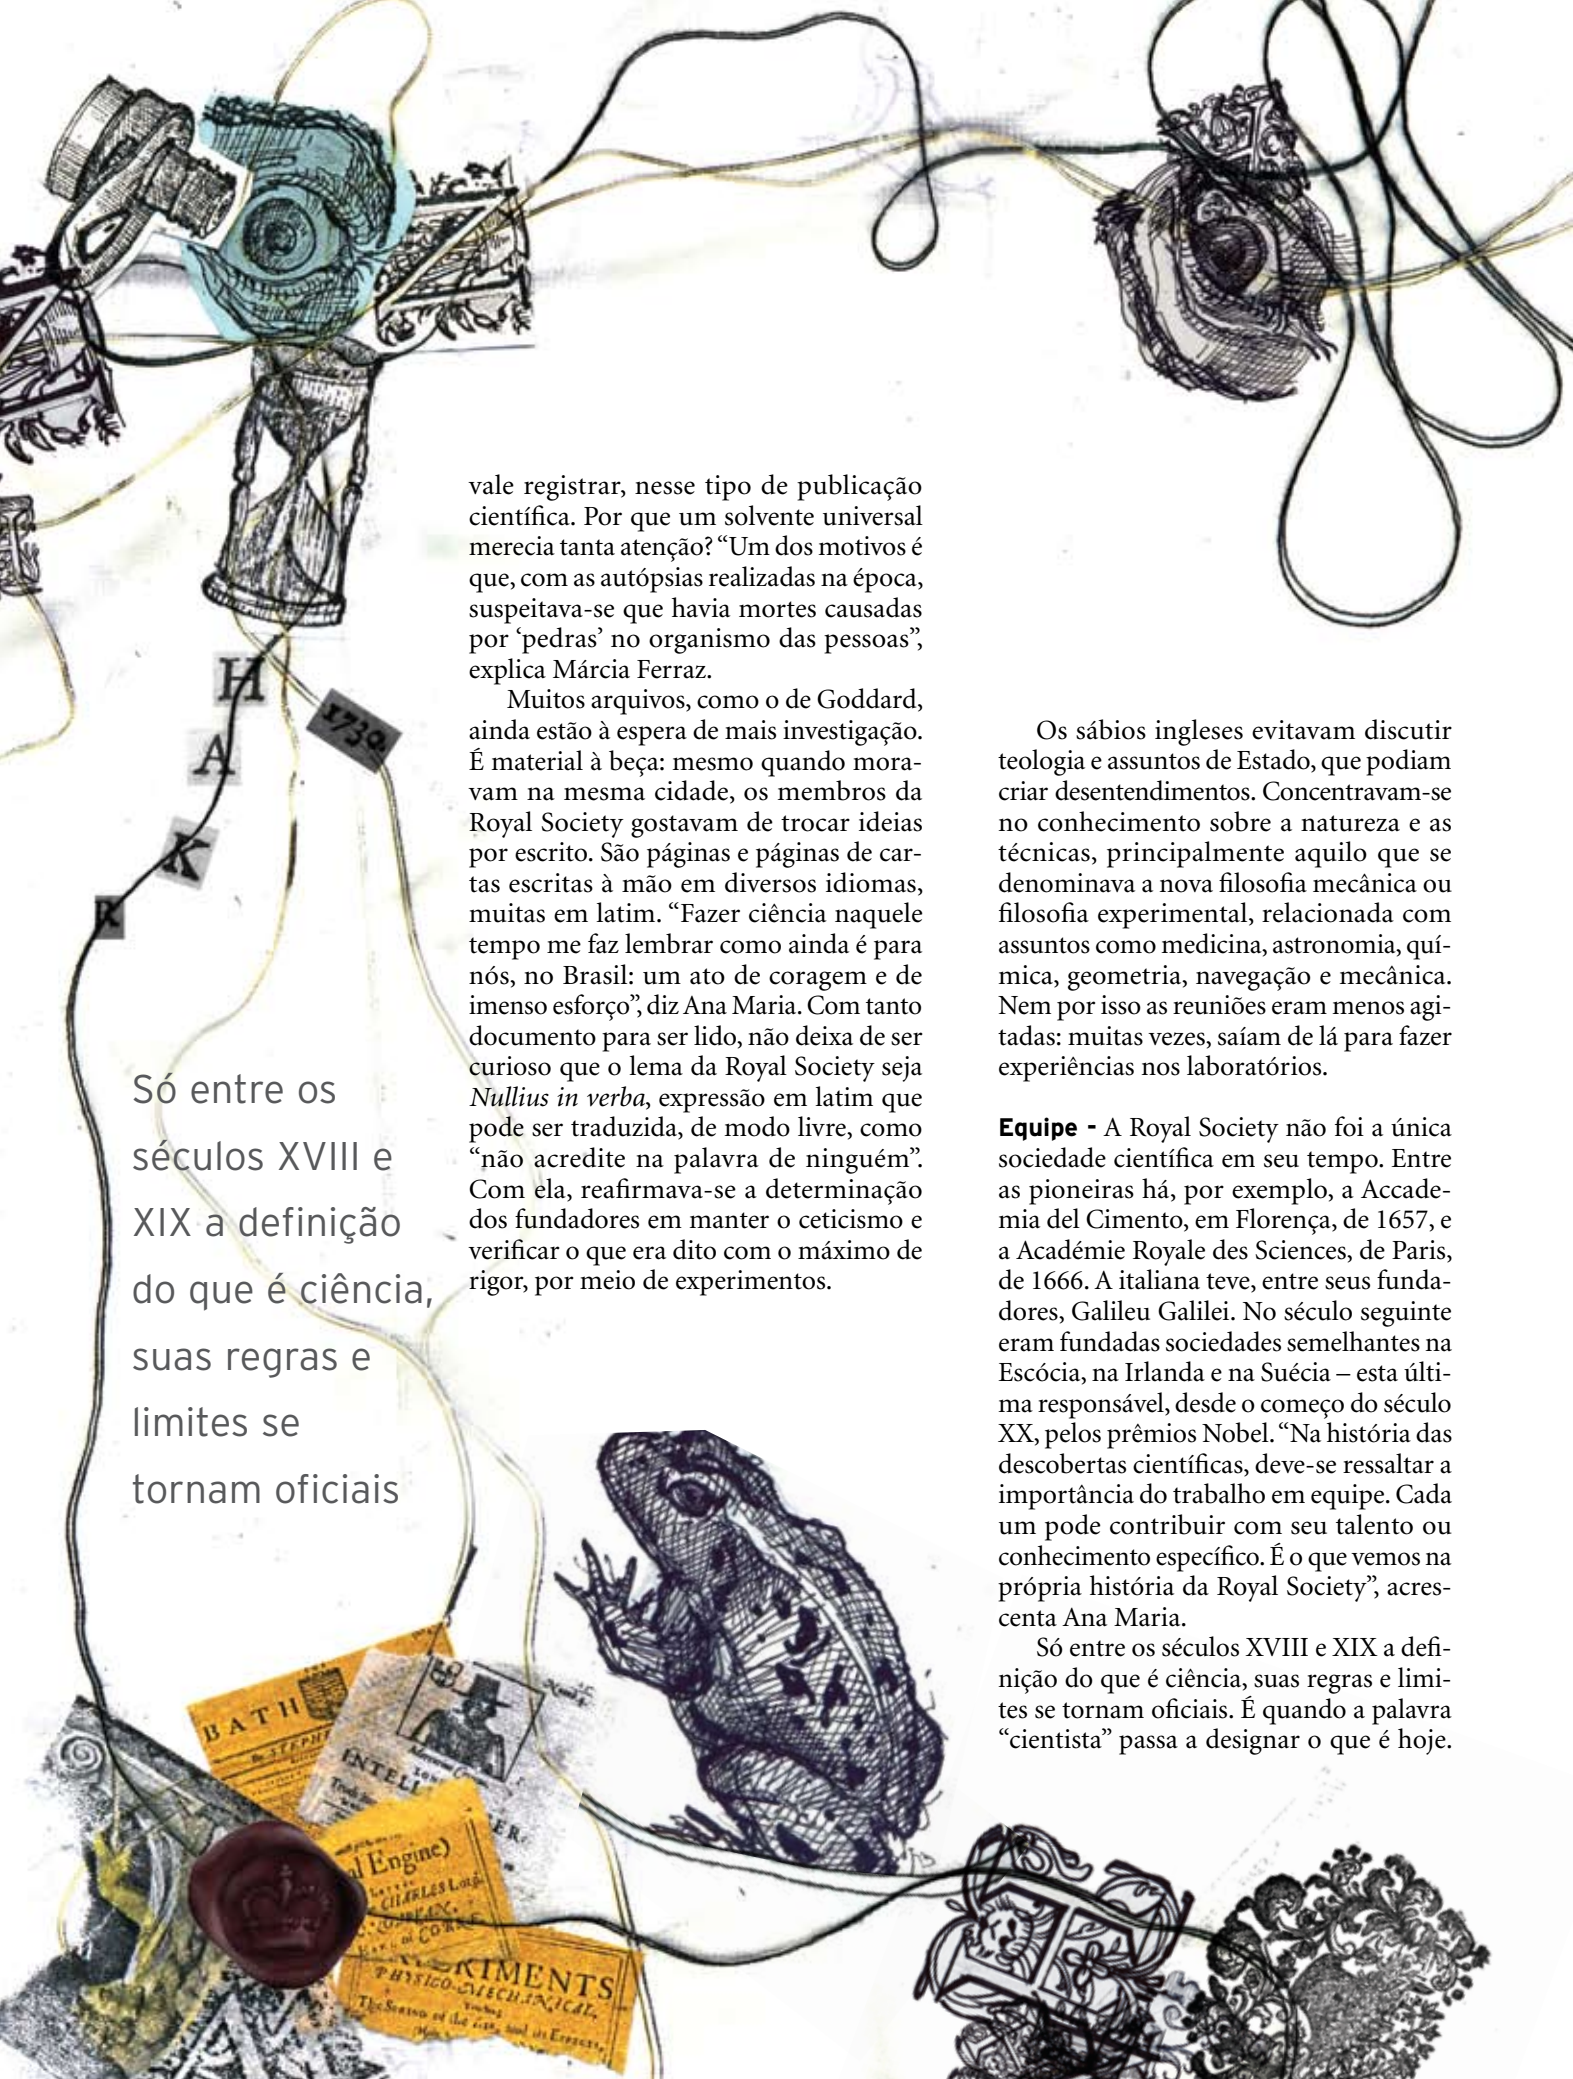 H
A
K
R
1730.
Só entre os
séculos XVIII e
XIX a definição
do que é ciência,
suas regras e
limites se
tornam oficiais
vale registrar, nesse tipo de publicação
científica. Por que um solvente universal
merecia tanta atenção? “Um dos motivos é
que, com as autópsias realizadas na época,
suspeitava-se que havia mortes causadas
por ‘pedras’ no organismo das pessoas”,
explica Márcia Ferraz.
Muitos arquivos, como o de Goddard,
ainda estão à espera de mais investigação.
É material à beça: mesmo quando mora-
vam na mesma cidade, os membros da
Royal Society gostavam de trocar ideias
por escrito. São páginas e páginas de car-
tas escritas à mão em diversos idiomas,
muitas em latim. “Fazer ciência naquele
tempo me faz lembrar como ainda é para
nós, no Brasil: um ato de coragem e de
imenso esforço”, diz Ana Maria. Com tanto
documento para ser lido, não deixa de ser
curioso que o lema da Royal Society seja
Nullius in verba, expressão em latim que
pode ser traduzida, de modo livre, como
“não acredite na palavra de ninguém”.
Com ela, reafirmava-se a determinação
dos fundadores em manter o ceticismo e
verificar o que era dito com o máximo de
rigor, por meio de experimentos.
Os sábios ingleses evitavam discutir
teologia e assuntos de Estado, que podiam
criar desentendimentos. Concentravam-se
no conhecimento sobre a natureza e as
técnicas, principalmente aquilo que se
denominava a nova filosofia mecânica ou
filosofia experimental, relacionada com
assuntos como medicina, astronomia, quí-
mica, geometria, navegação e mecânica.
Nem por isso as reuniões eram menos agi-
tadas: muitas vezes, saíam de lá para fazer
experiências nos laboratórios.
Equipe - A Royal Society não foi a única
sociedade científica em seu tempo. Entre
as pioneiras há, por exemplo, a Accade-
mia del Cimento, em Florença, de 1657, e
a Académie Royale des Sciences, de Paris,
de 1666. A italiana teve, entre seus funda-
dores, Galileu Galilei. No século seguinte
eram fundadas sociedades semelhantes na
Escócia, na Irlanda e na Suécia – esta últi-
ma responsável, desde o começo do século
XX, pelos prêmios Nobel. “Na história das
descobertas científicas, deve-se ressaltar a
importância do trabalho em equipe. Cada
um pode contribuir com seu talento ou
conhecimento específico. É o que vemos na
própria história da Royal Society”, acres-
centa Ana Maria.
Só entre os séculos XVIII e XIX a defi-
nição do que é ciência, suas regras e limi-
tes se tornam oficiais. É quando a palavra
“cientista” passa a designar o que é hoje.
BATH
INTELL
al Engine)
CHARLES
RIMENTS
PHYSICO-MECHANICAL,